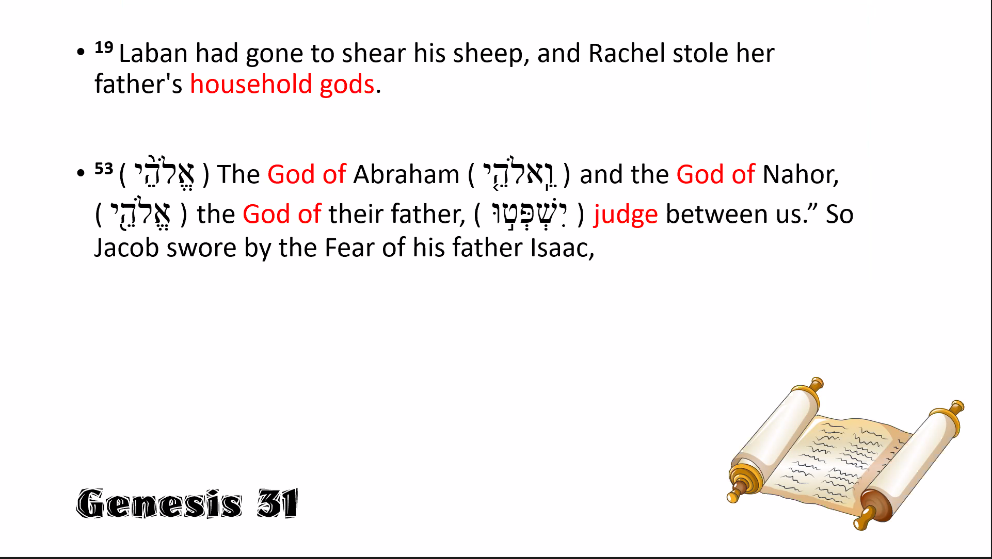 • 19 Laban had gone to shear his sheep, and Rachel stole her
father's household gods.
• 53 ( אֱלֹהֵ֨י ) The God of Abraham ( וֵֽאלֹהֵ֤י ) and the God of Nahor,
( אֱלֹהֵ֖י ) the God of their father, ( יִשְׁפְּט֣וּ ) judge between us.” So
Jacob swore by the Fear of his father Isaac,
Genesis 31